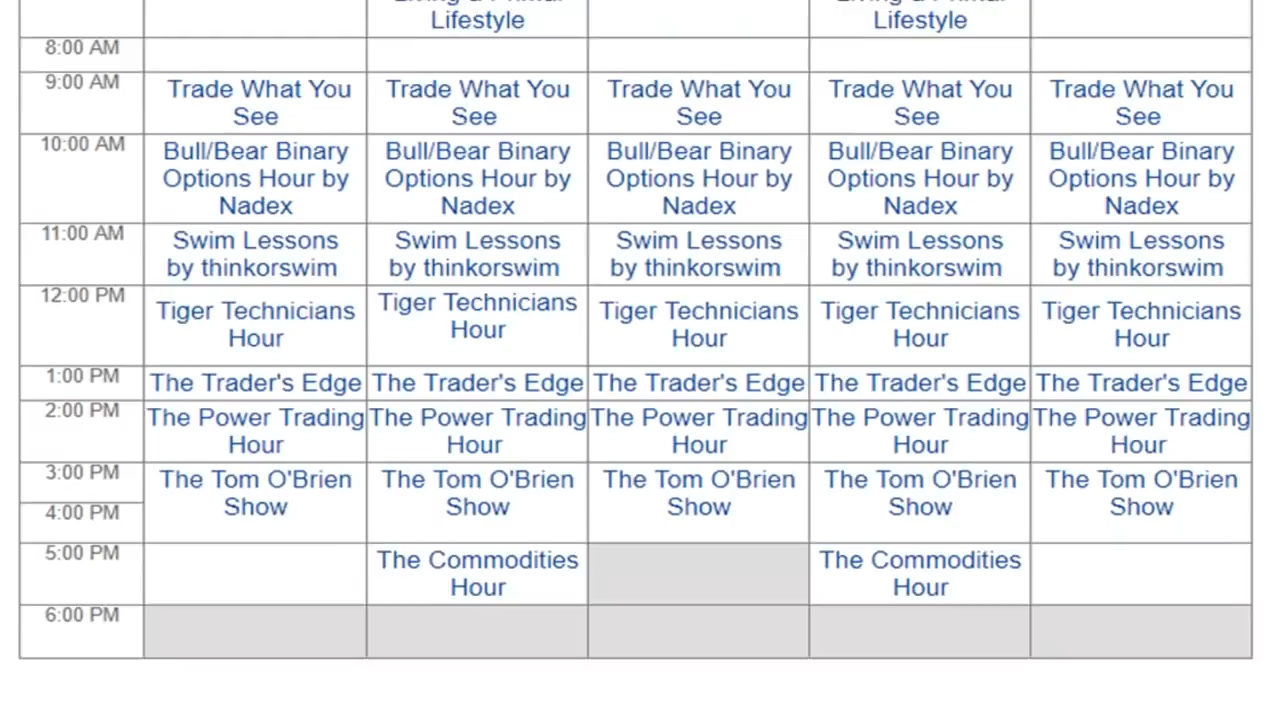 Living a Primal
Lifestyle
Living a Primal
Lifestyle
8:00 AM
9:00 AM
Trade What You
See
Trade What You
See
Trade What You
See
Trade What You
See
Trade What You
See
10:00 AM
Bull/Bear Binary
Options Hour by
Nadex
Bull/Bear Binary
Options Hour by
Nadex
Bull/Bear Binary
Options Hour by
Nadex
Bull/Bear Binary
Options Hour by
Nadex
Bull/Bear Binary
Options Hour by
Nadex
11:00 AM
Swim Lessons
by thinkorswim
Swim Lessons
by thinkorswim
Swim Lessons
by thinkorswim
Swim Lessons
by thinkorswim
Swim Lessons
by thinkorswim
12:00 PM
Tiger Technicians
Hour
Tiger Technicians
Hour
Tiger Technicians
Hour
Tiger Technicians
Hour
Tiger Technicians
Hour
1:00 PM
The Trader's Edge
The Trader's Edge
The Trader's Edge
The Trader's Edge
The Trader's Edge
2:00 PM
The Power Trading
Hour
The Power Trading
Hour
The Power Trading
Hour
The Power Trading
Hour
The Power Trading
Hour
3:00 PM
The Tom O'Brien
Show
The Tom O'Brien
Show
The Tom O'Brien
Show
The Tom O'Brien
Show
The Tom O'Brien
Show
4:00 PM
5:00 PM
The Commodities
Hour
The Commodities
Hour
6:00 PM